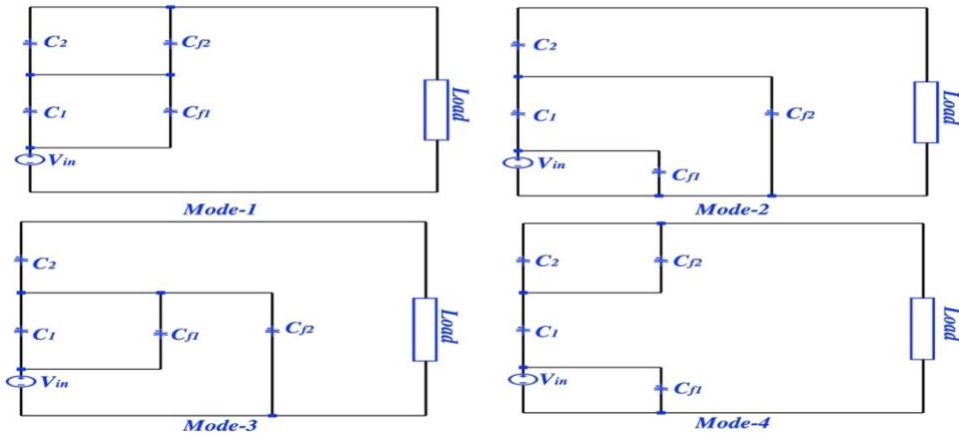 C2 Cf2
C1 Cf1
Load
Vin
Mode-1
C2
C1 Cf2
Load
Vin
Cf1
Mode-2
C2
C1 Cf1 Cf2
Load
Vin
Mode-3
C2 Cf2
C1
Load
Vin
Cf1
Mode-4